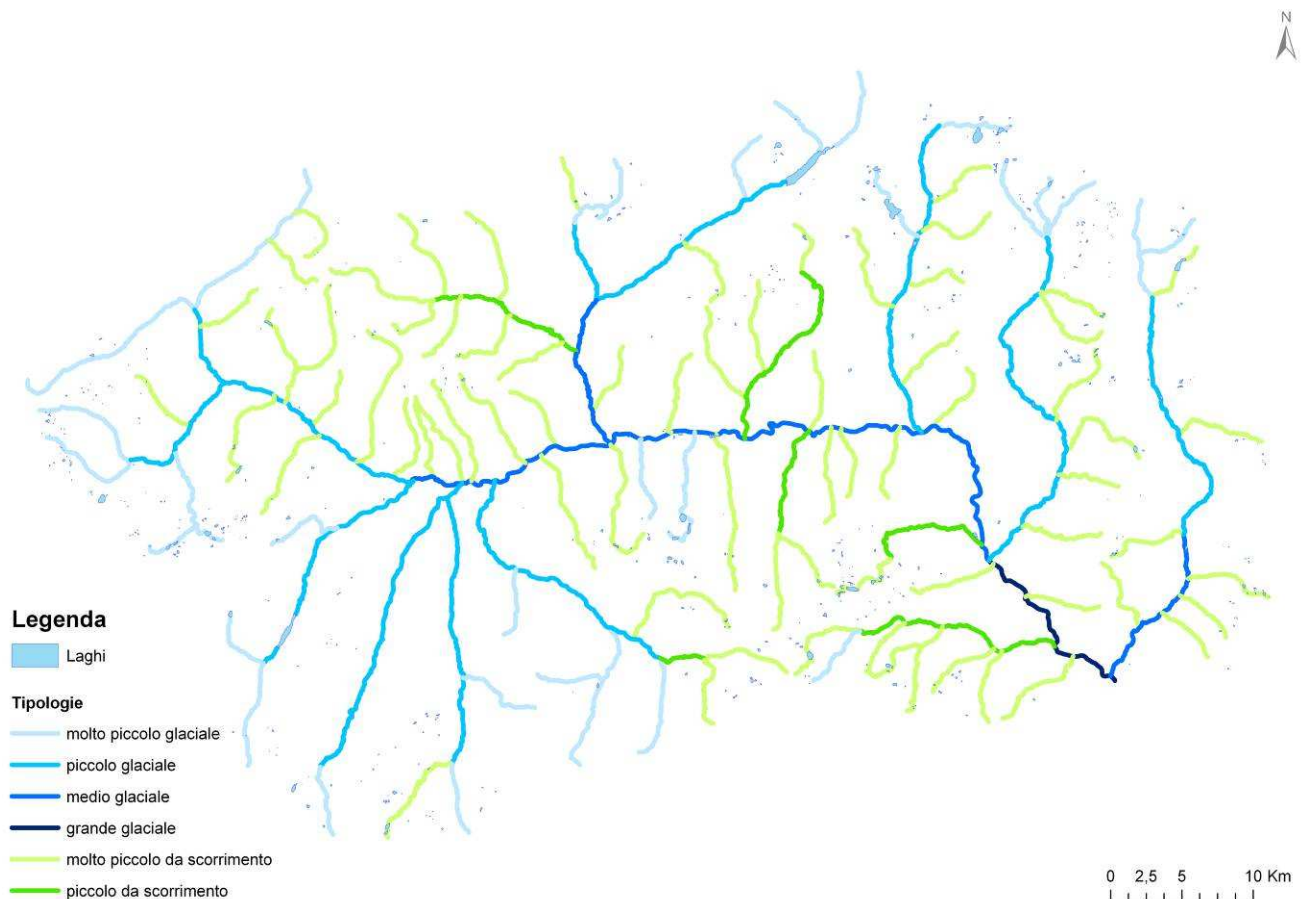 N
Legenda
Laghi
Tipologie
molto piccolo glaciale
piccolo glaciale
medio glaciale
grande glaciale
molto piccolo da scorrimento
piccolo da scorrimento
0 2,5 5 10 Km